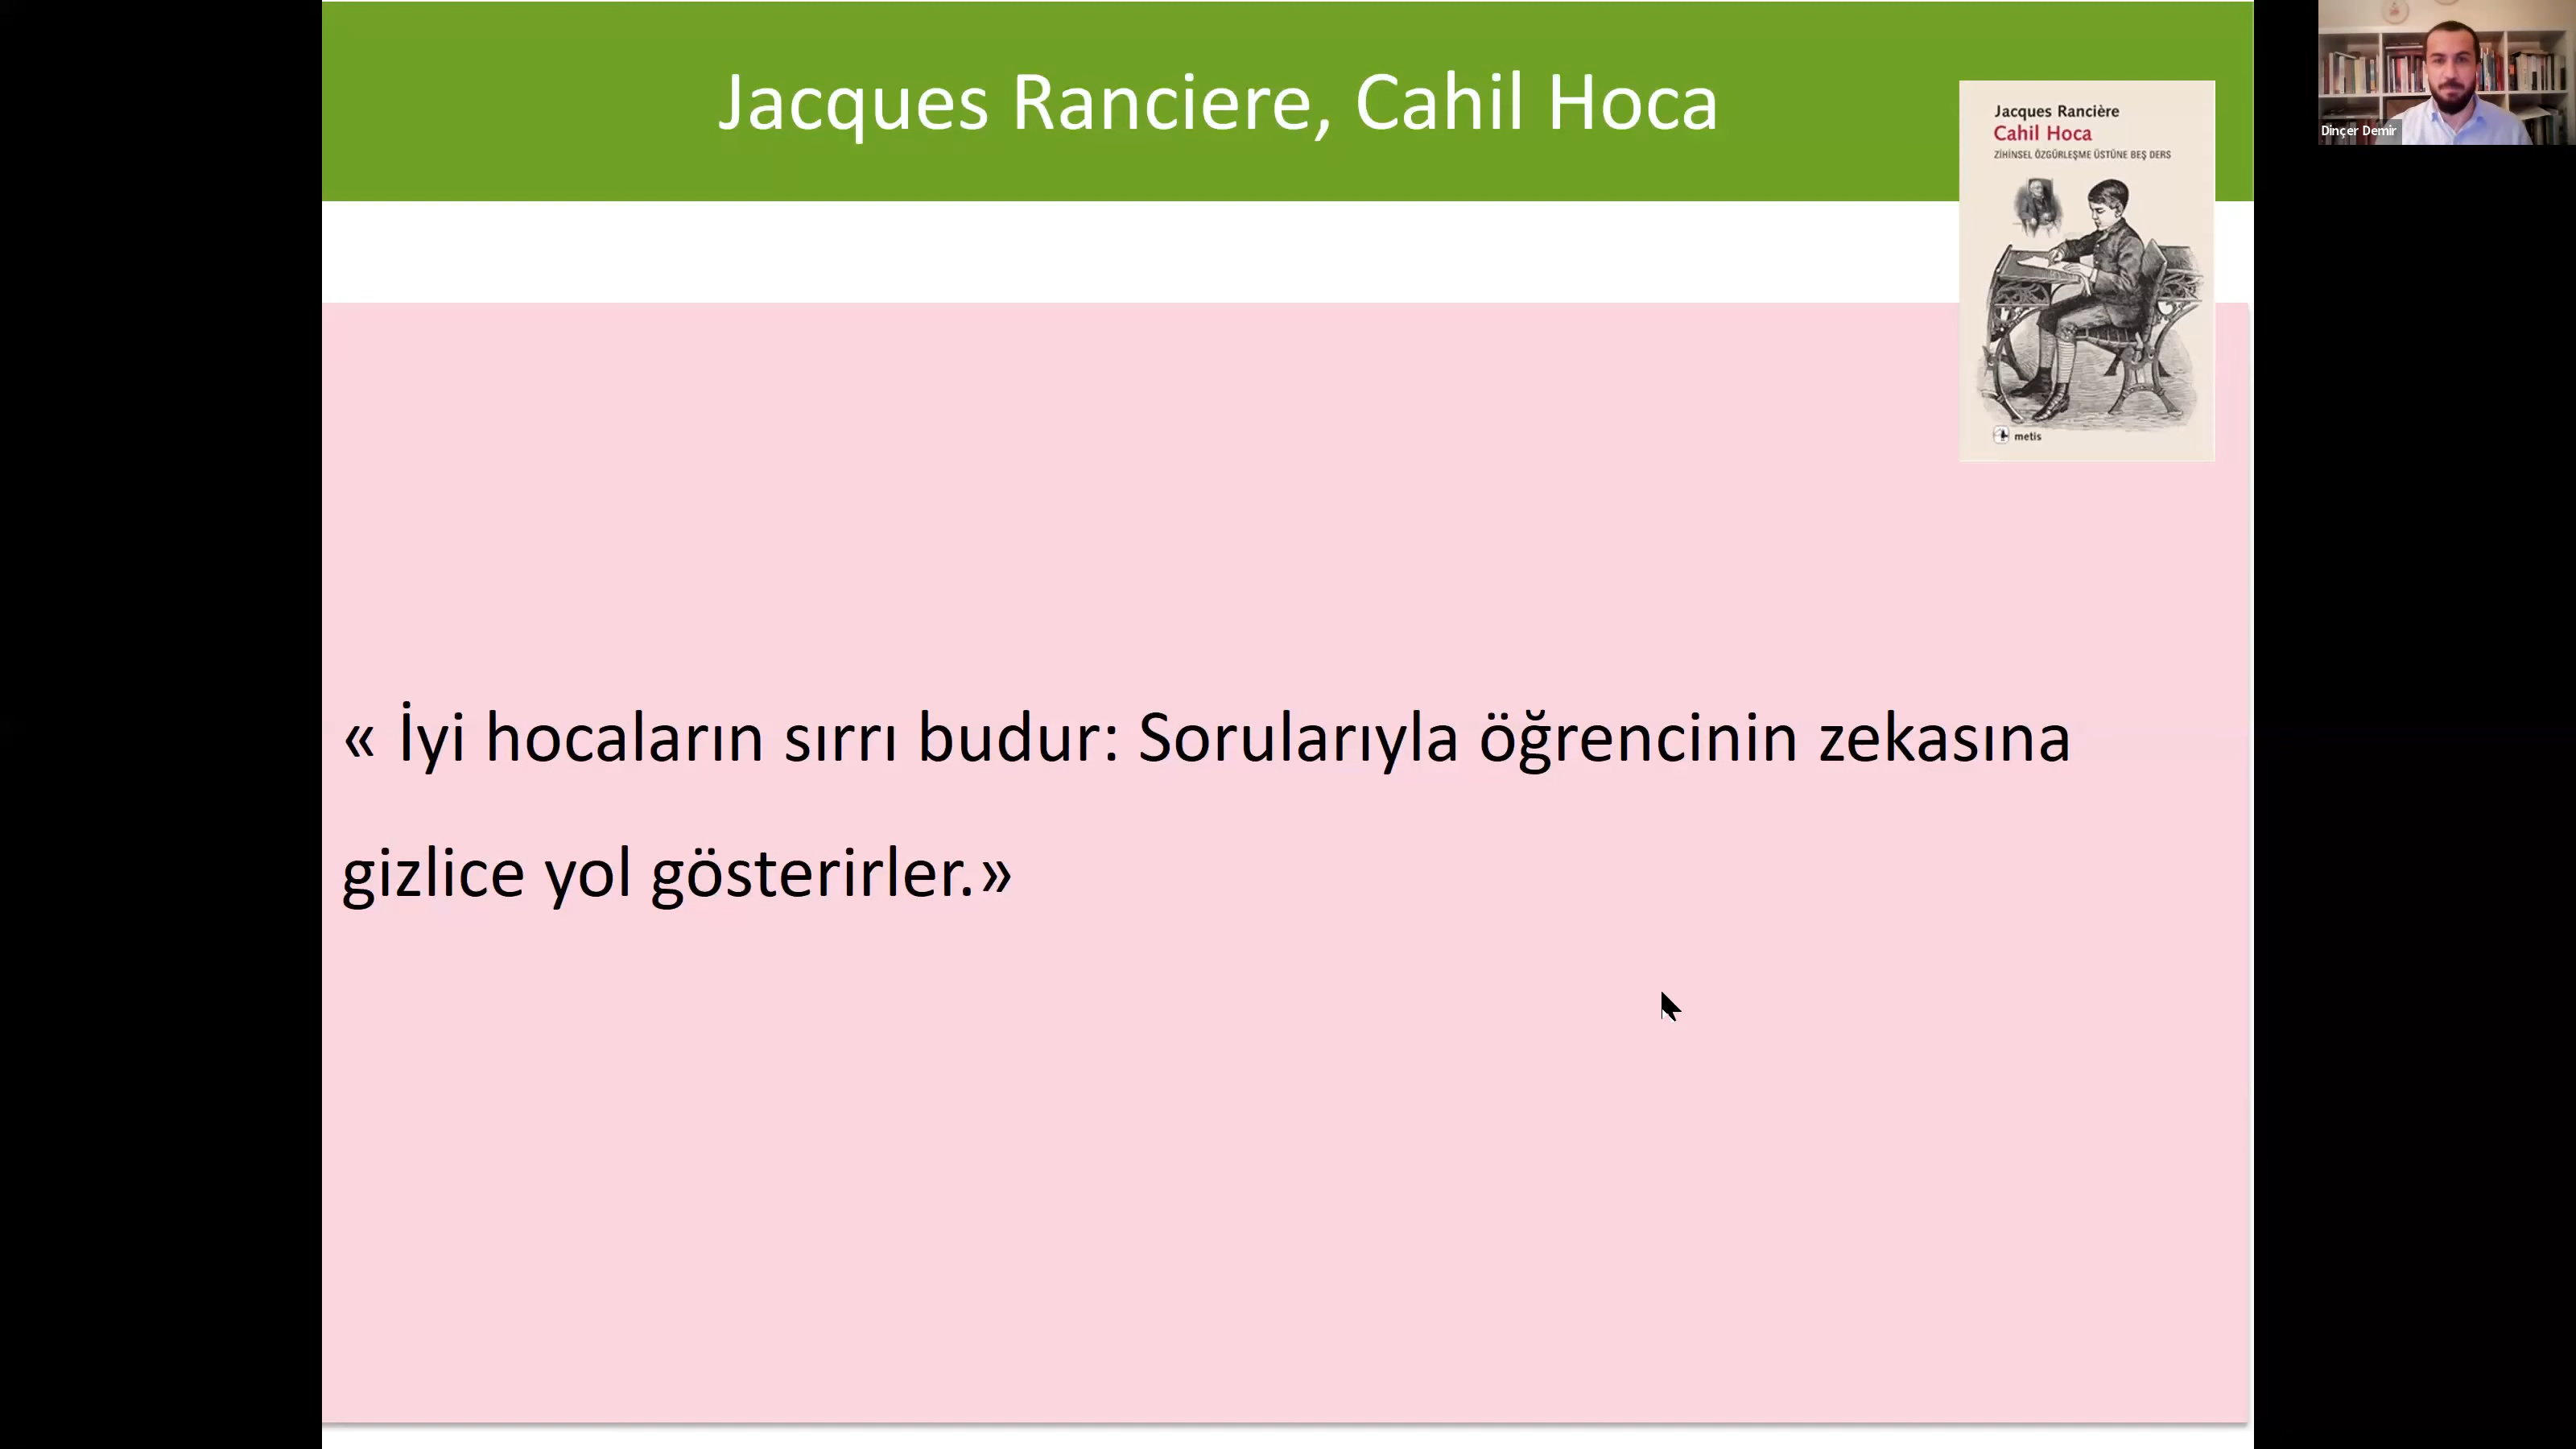 Jacques Ranciere, Cahil Hoca
Jacques Rancière
Cahil Hoca
ZİHİNSEL ÖZGÜRLEŞME ÜSTÜNE BEŞ DERS
metis
Dinçer Demir
« İyi hocaların sırrı budur: Sorularıyla öğrencinin zekasına
gizlice yol gösterirler.»